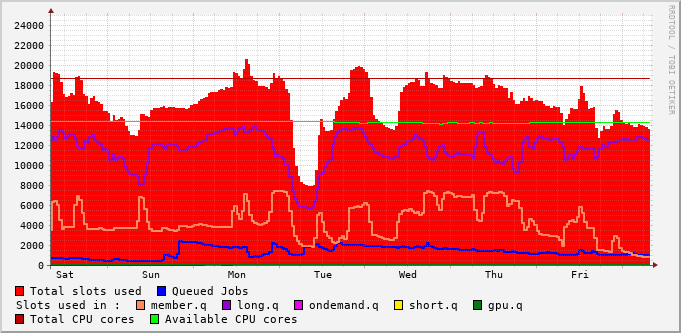 24000
22000
20000
18000
16000
14000
12000
10000
8000
6000
4000
2000
0
Sat Sun Mon Tue Wed Thu Fri
Total slots used Queued Jobs
Slots used in : member.q long.q ondemand.q short.q gpu.q
Total CPU cores Available CPU cores
RRDTOOL / TOBI OETIKER